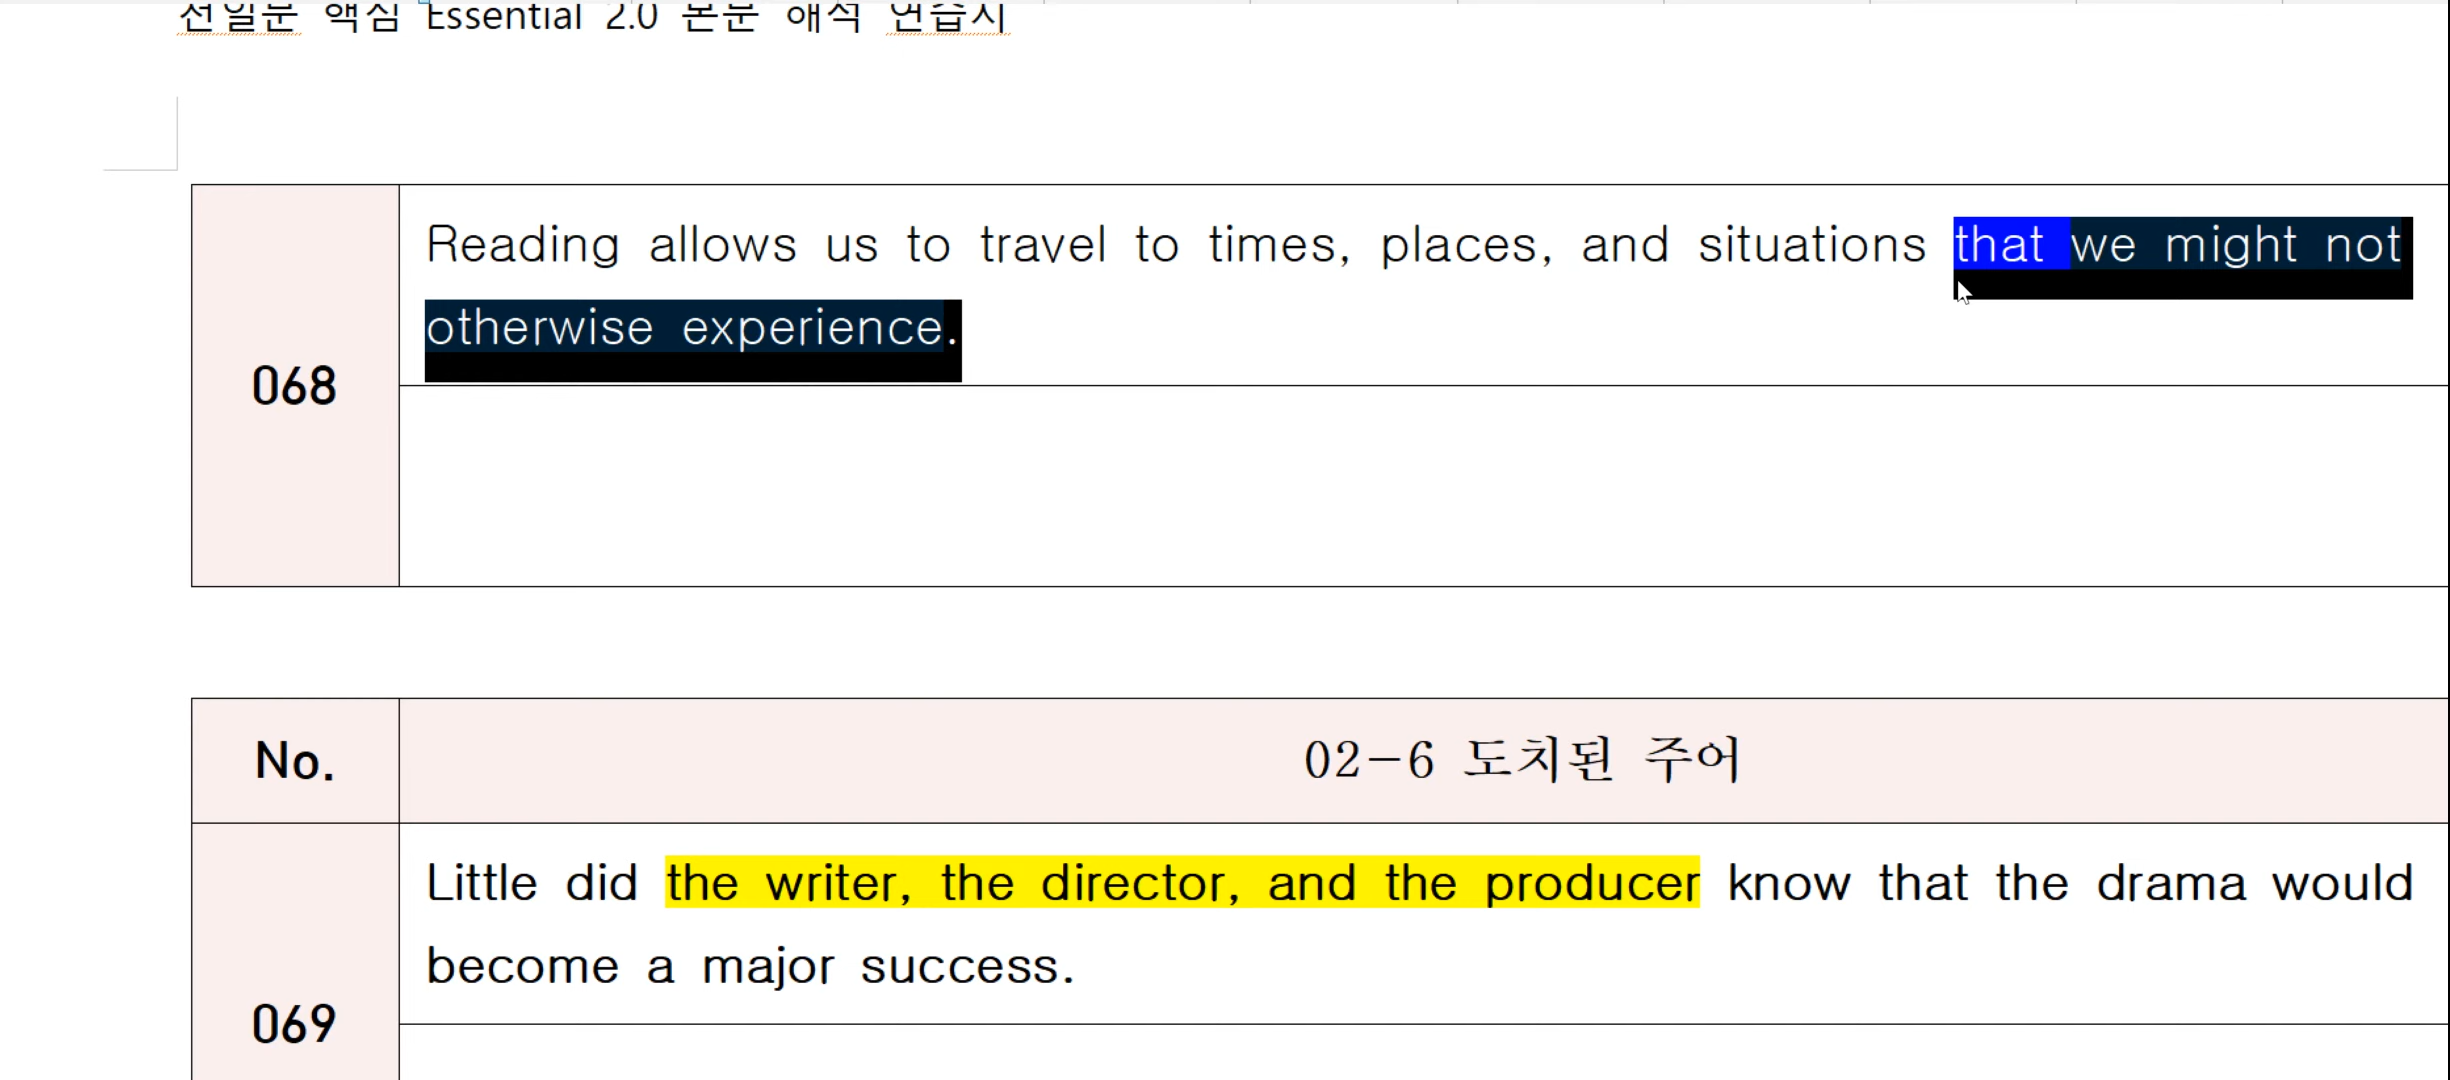 천일문 핵심 Essential 2.0 본문 해석 연습지
068
Reading allows us to travel to times, places, and situations that we might not
otherwise experience.
No.
02-6 도치된 주어
069
Little did the writer, the director, and the producer know that the drama would
become a major success.